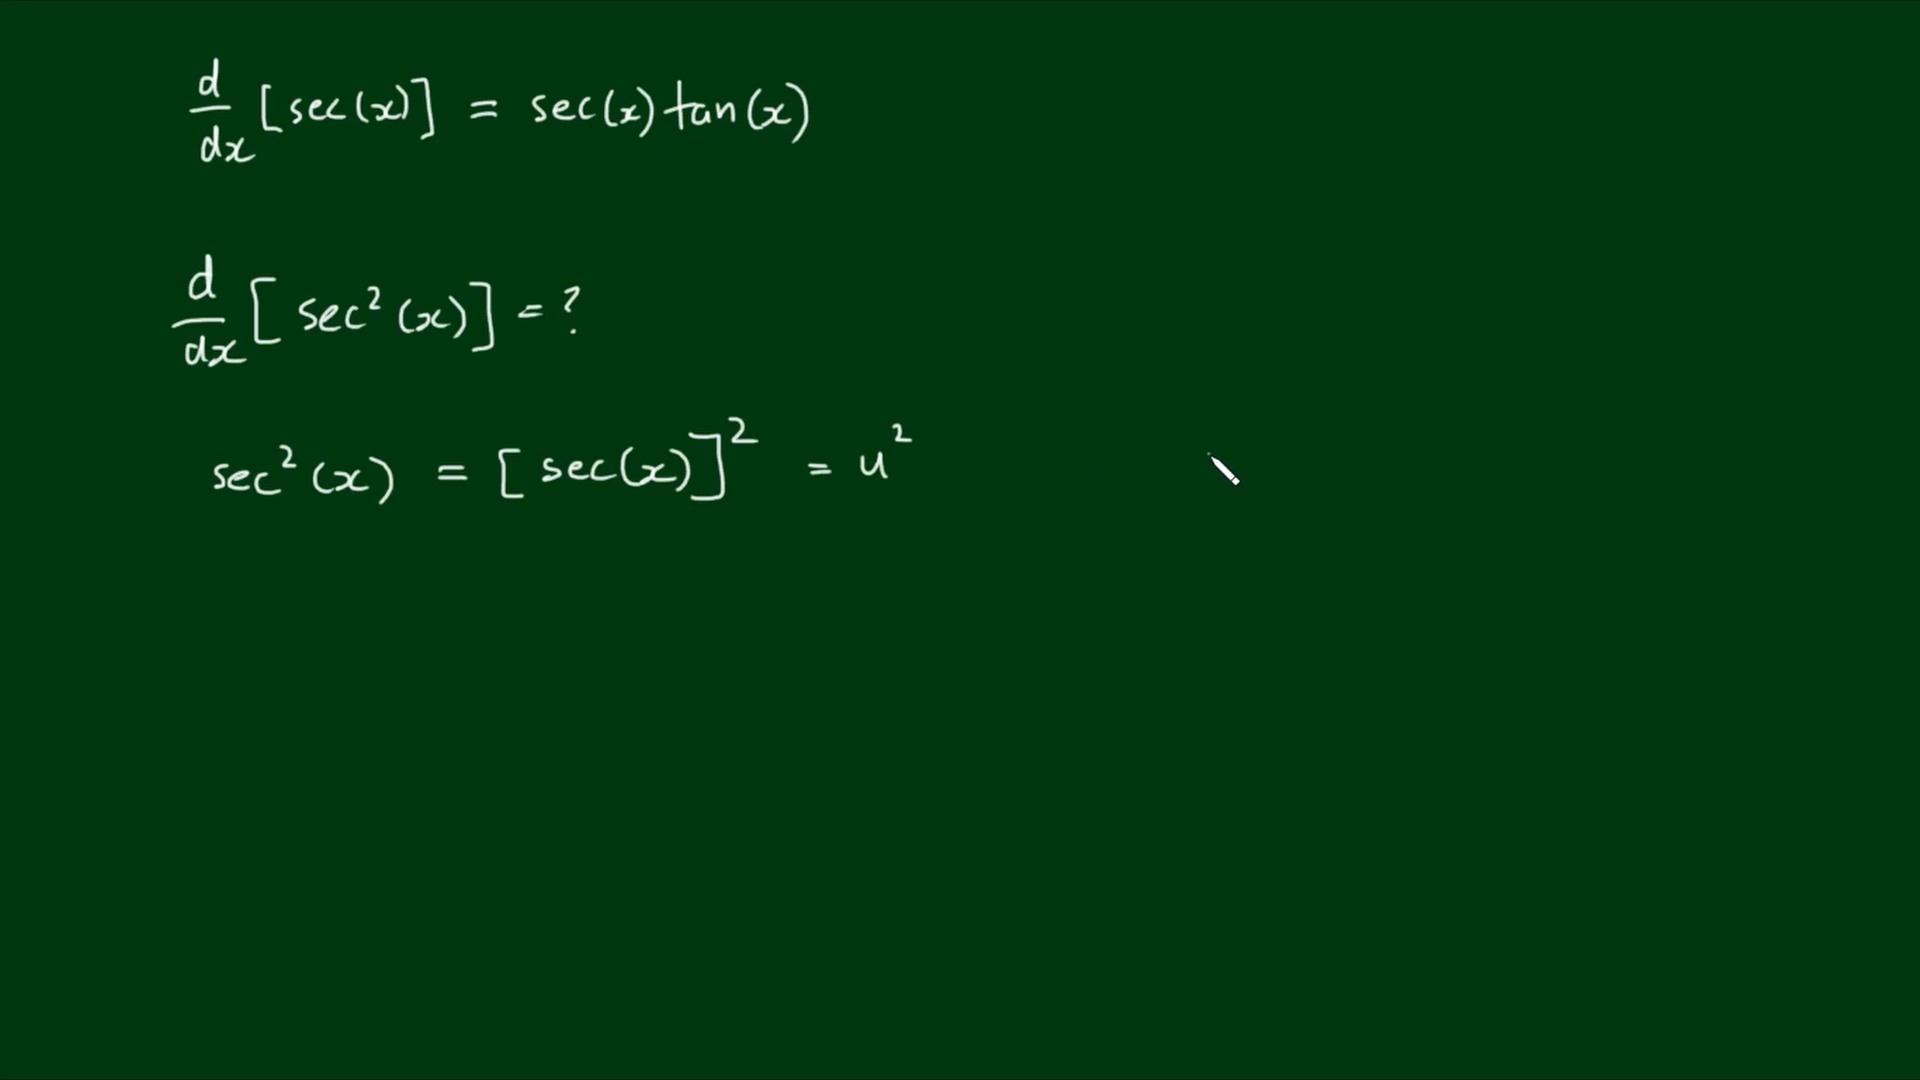 d/dx [sec(x)] = sec(x) tan(x)
d/dx [sec²(x)] = ?
sec²(x) = [sec(x)]² = u²